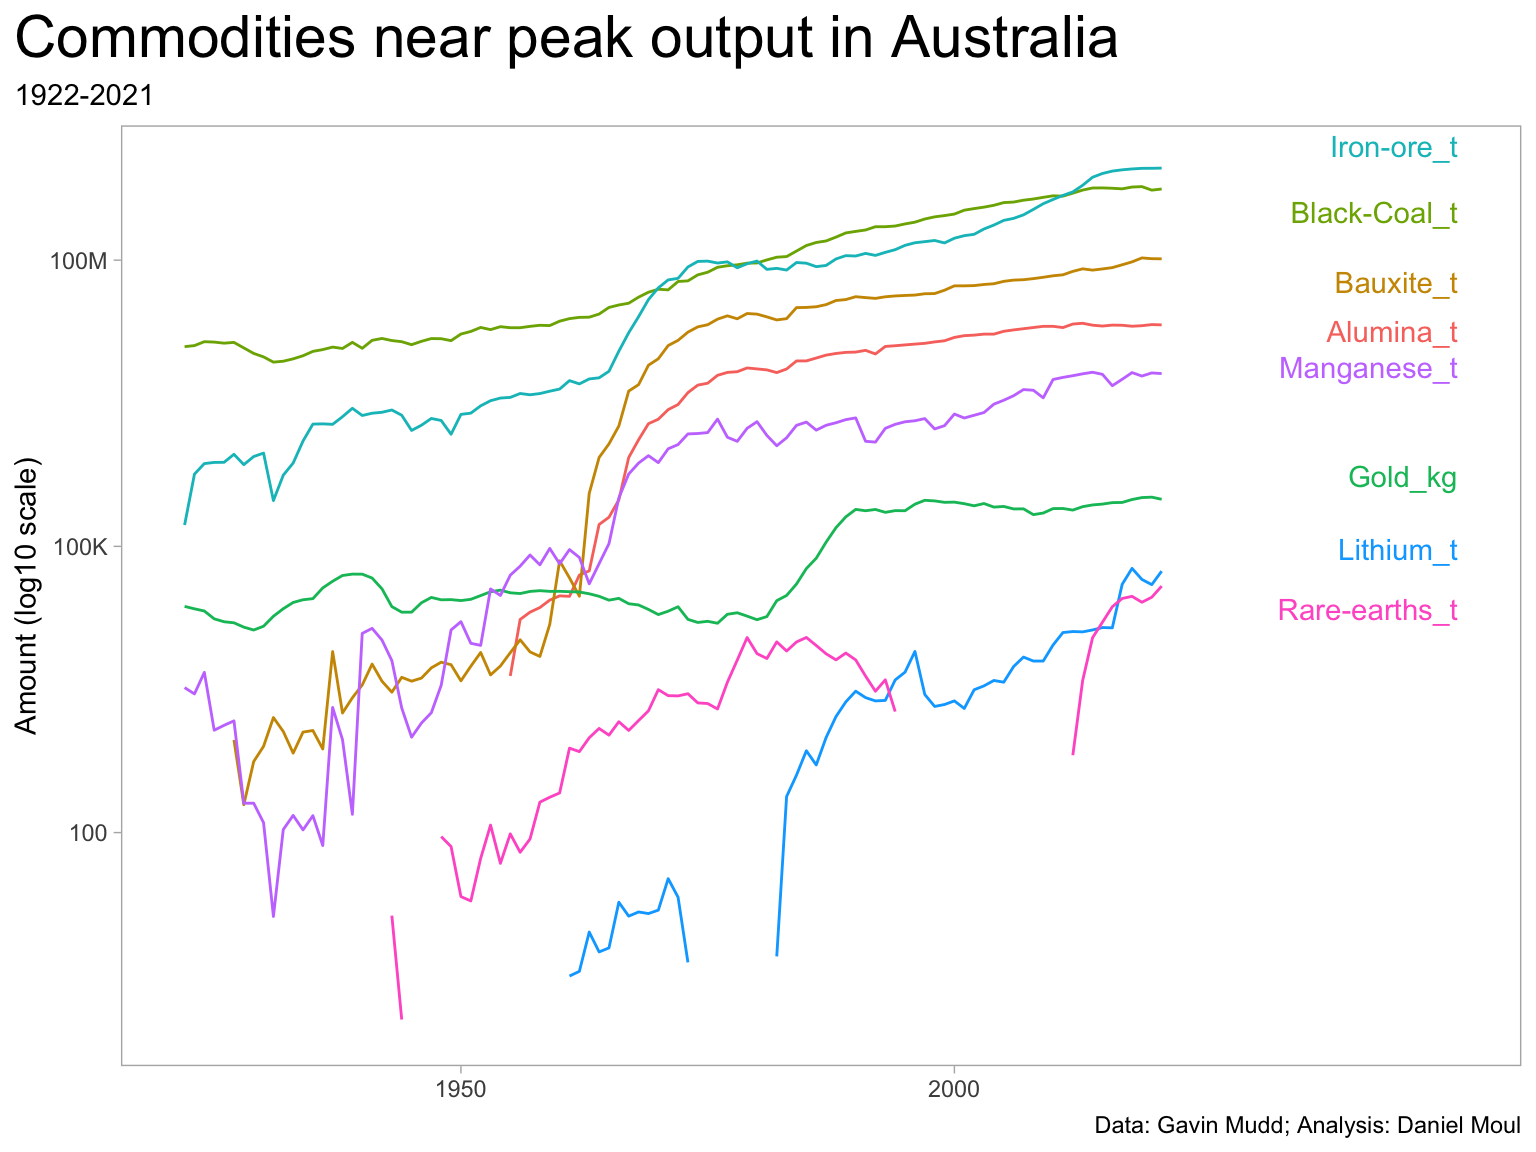 Commodities near peak output in Australia
1922-2021
Iron-ore_t
Black-Coal_t
100M
Bauxite_t
Alumina_t
Manganese_t
Gold_kg
100K
Lithium_t
Rare-earths_t
Amount (log10 scale)
100
1950
2000
Data: Gavin Mudd; Analysis: Daniel Moul